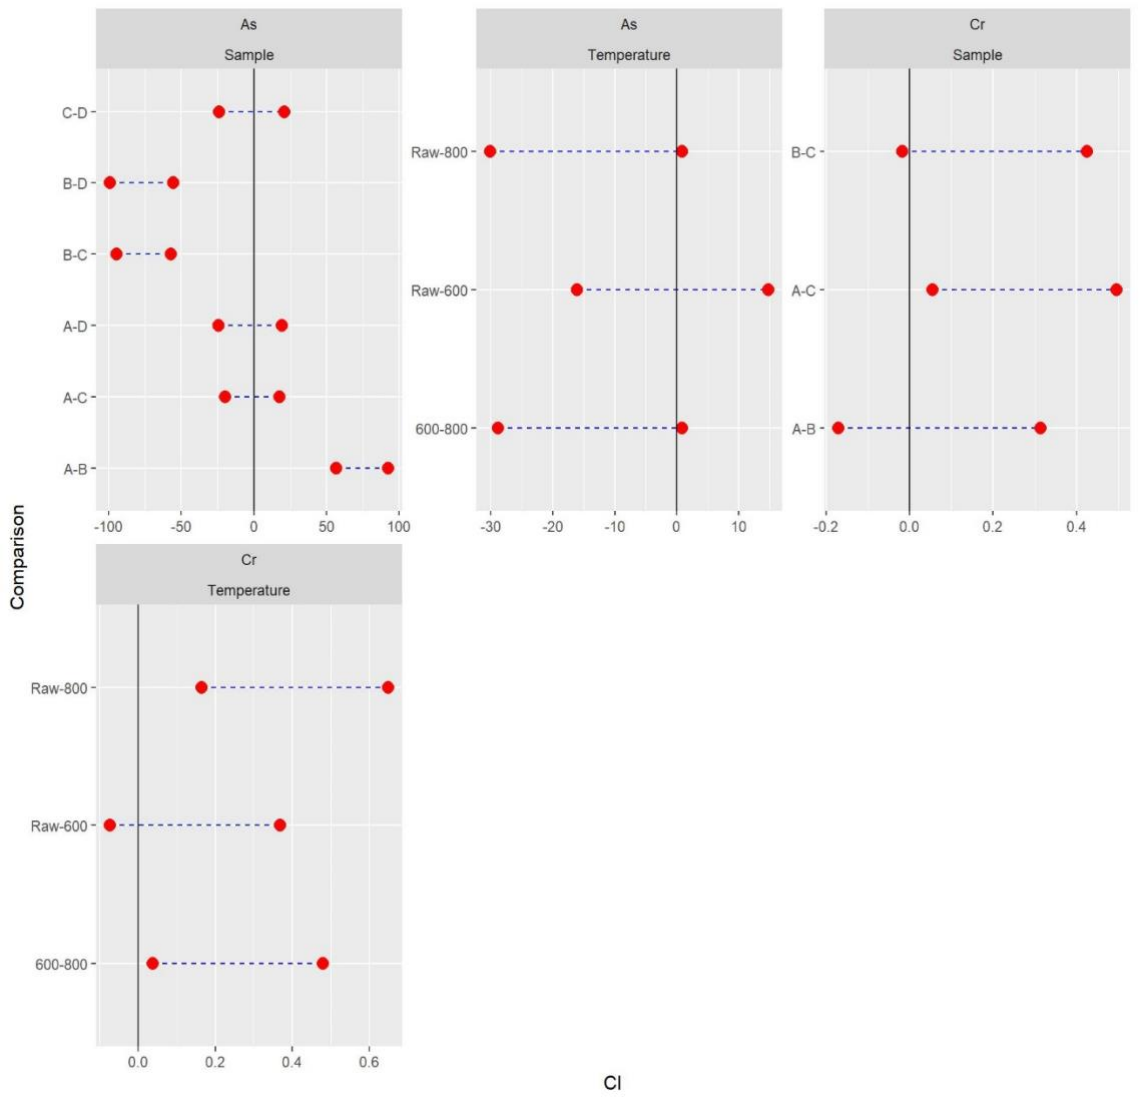 As
Sample
C-D
B-D
B-C
A-D
A-C
A-B
-100 -50 0 50 100
As
Temperature
Raw-800
Raw-600
600-800
-30 -20 -10 0 10
Cr
Sample
B-C
A-C
A-B
-0.2 0.0 0.2 0.4
Comparison
Cr
Temperature
Raw-800
Raw-600
600-800
0.0 0.2 0.4 0.6
CI